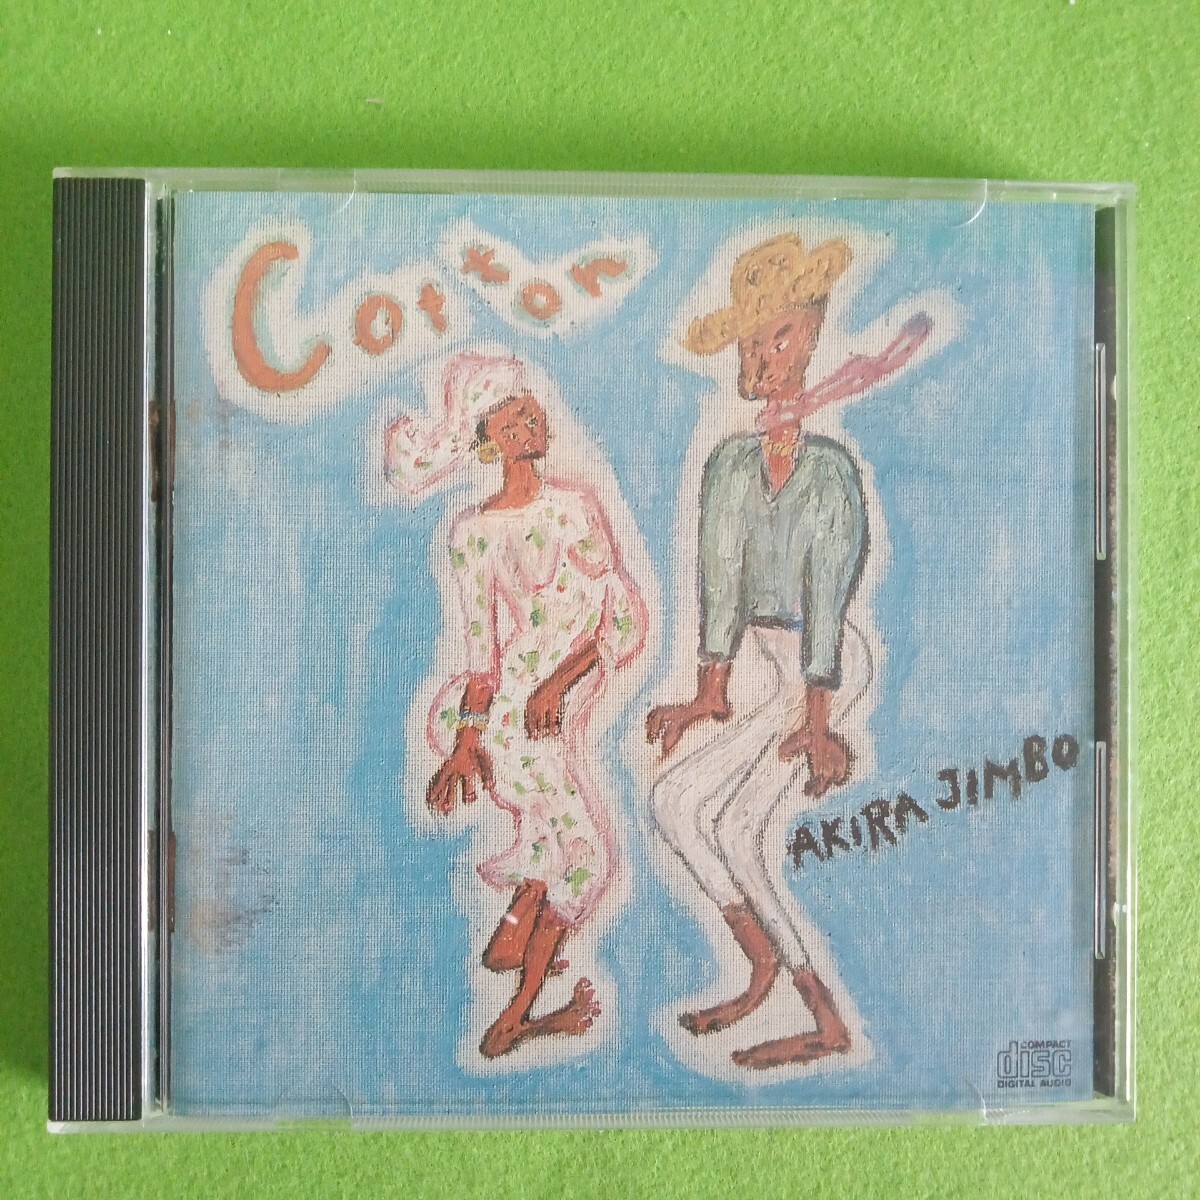 Cotton
AKIRA JIMBO
COMPACT
disc
DIGITAL AUDIO